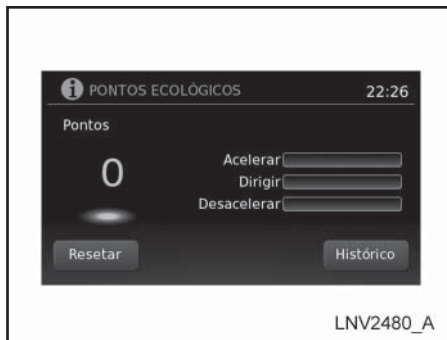 PONTOS ECOLÓGICOS 22:26
Pontos
0
Acelerar
Dirigir
Desacelerar
Resetar Histórico
LNV2480_A